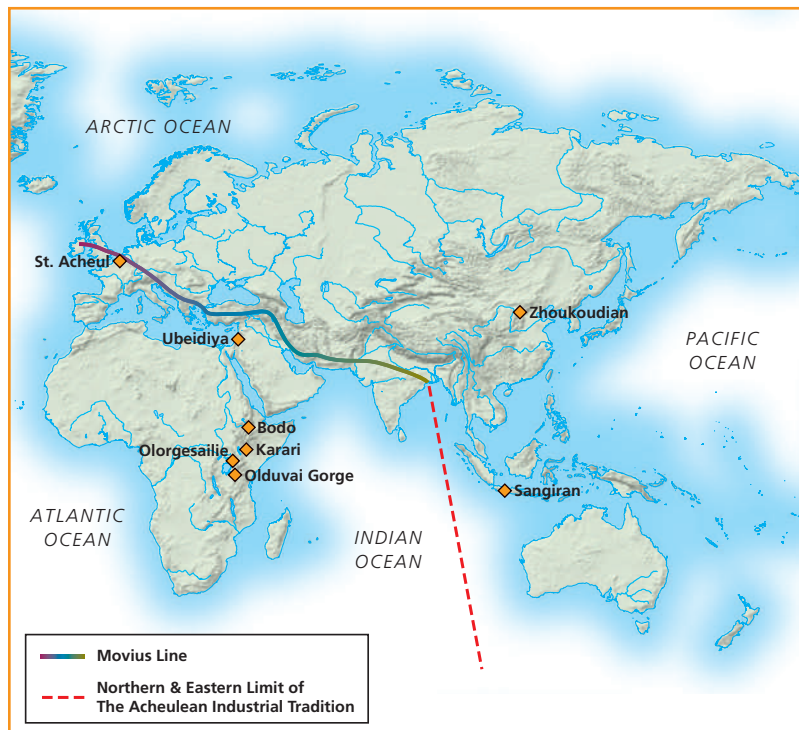 ARCTIC OCEAN
St. Acheul
Zhoukoudian
Ubeidiya
PACIFIC
OCEAN
Bodo
Olorgesailie
Karari
Olduvai Gorge
Sangiran
ATLANTIC
OCEAN
INDIAN
OCEAN
Movius Line
Northern & Eastern Limit of
The Acheulean Industrial Tradition